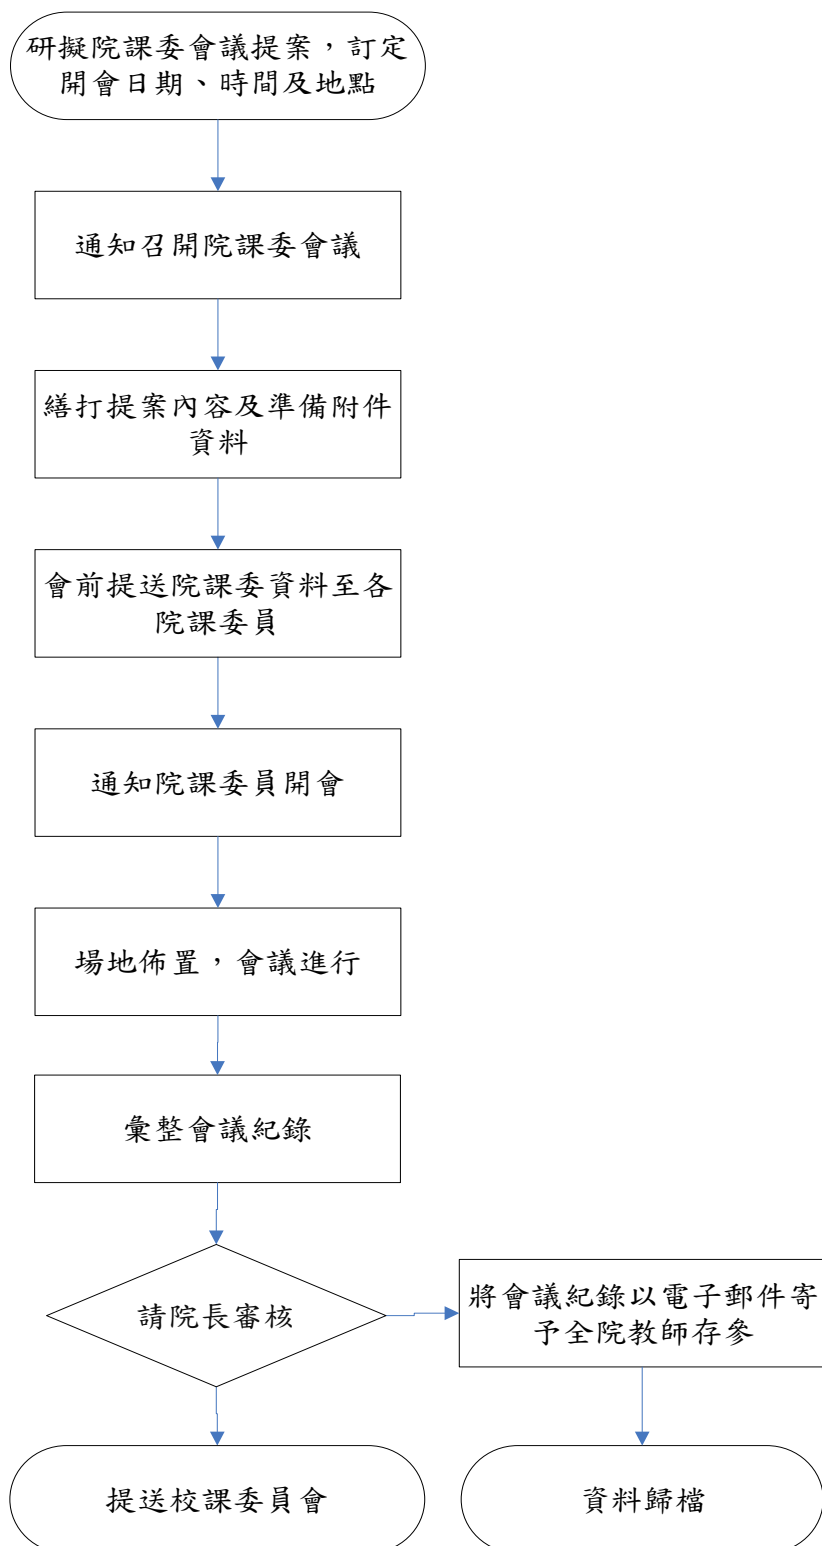 研擬院課委會議提案，訂定
開會日期、時間及地點
通知召開院課委會議
繕打提案內容及準備附件
資料
會前提送院課委資料至各
院課委員
通知院課委員開會
場地佈置，會議進行
彙整會議紀錄
請院長審核
將會議紀錄以電子郵件寄
予全院教師存參
提送校課委員會
資料歸檔